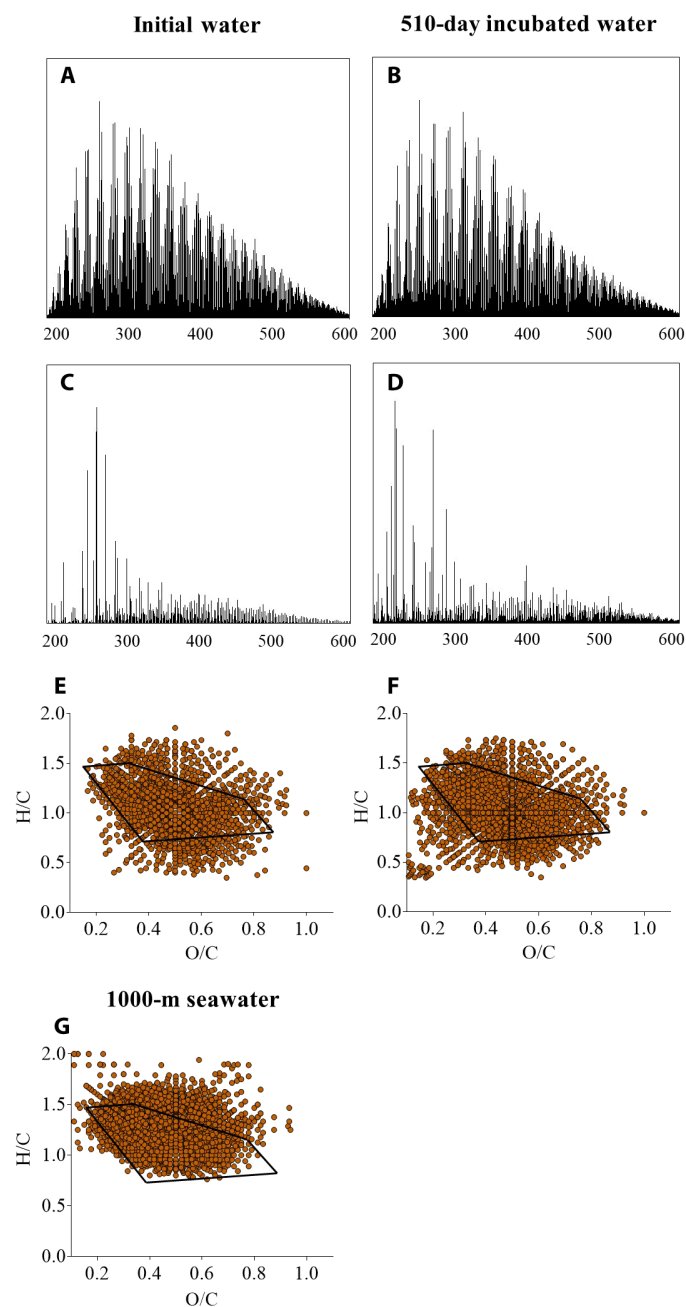 Initial water 510-day incubated water
A B
200 300 400 500 600 200 300 400 500 600
C D
200 300 400 500 600 200 300 400 500 600
E F
2.0 2.0
1.5 1.5
H/C 1.0 H/C 1.0
0.5 0.5
0.0 0.0
0.2 0.4 0.6 0.8 1.0 0.2 0.4 0.6 0.8 1.0
O/C O/C
1000-m seawater
G
2.0
1.5
H/C 1.0
0.5
0.0
0.2 0.4 0.6 0.8 1.0
O/C